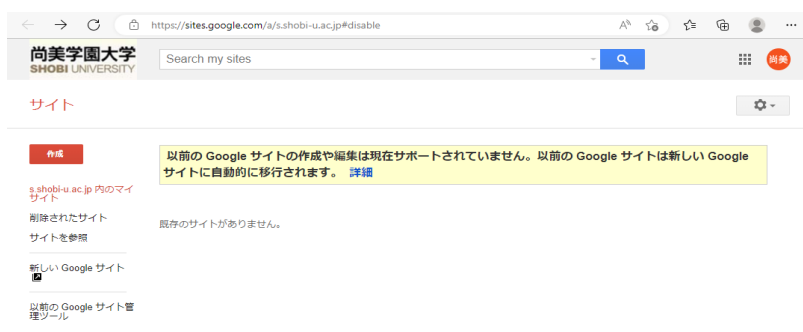 https://sites.google.com/a/s.shobi-u.ac.jp#disable
尚美学園大学
SHOBI UNIVERSITY
Search my sites
尚美
サイト
作成
以前の Google サイトの作成や編集は現在サポートされていません。以前の Google サイトは新しい Google
サイトに自動的に移行されます。 詳細
s.shobi-u.ac.jp 内のマイ
サイト
削除されたサイト
既存のサイトがありません。
サイトを参照
新しい Google サイト
以前の Google サイト管
理ツール